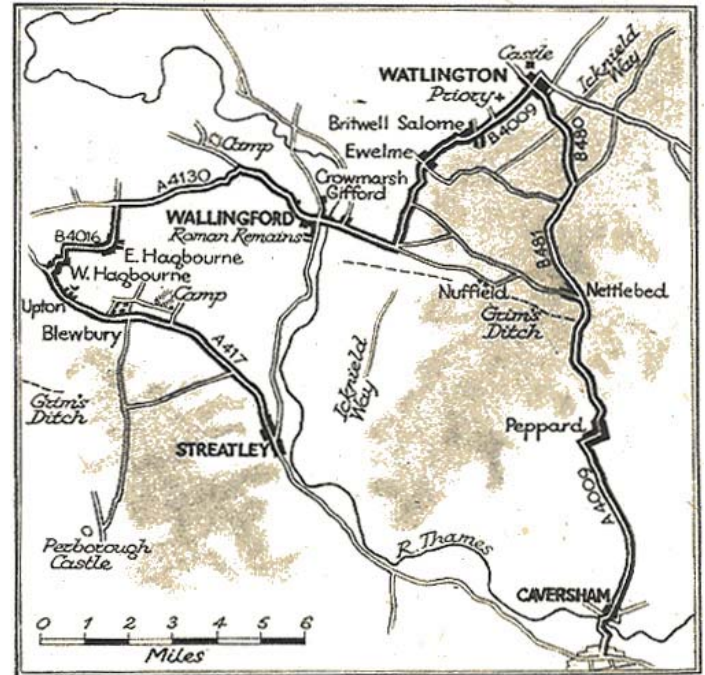 Castle
Icknield
Way
WATLINGTON
Priory
Britwell Salome
B4009
B480
Camp
Ewelme
A4130
Crowmarsh
Gifford
WALLINGFORD
Roman Remains
B4016
E. Hagbourne
W. Hagbourne
Camp
B481
Upton
Nuffield
Nettlebed
Blewbury
Grim's
Ditch
A417
Icknield
Way
Grim's
Ditch
Peppard
STREATLEY
A4009
Perborough
Castle
R. Thames
CAVERSHAM
0 1 2 3 4 5 6
Miles